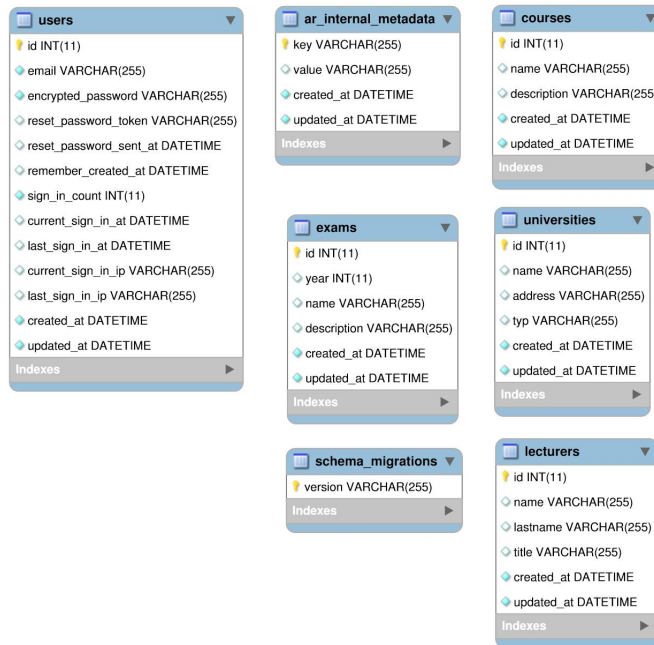 users
id INT(11)
email VARCHAR(255)
encrypted_password VARCHAR(255)
reset_password_token VARCHAR(255)
reset_password_sent_at DATETIME
remember_created_at DATETIME
sign_in_count INT(11)
current_sign_in_at DATETIME
last_sign_in_at DATETIME
current_sign_in_ip VARCHAR(255)
last_sign_in_ip VARCHAR(255)
created_at DATETIME
updated_at DATETIME
Indexes
ar_internal_metadata
key VARCHAR(255)
value VARCHAR(255)
created_at DATETIME
updated_at DATETIME
Indexes
courses
id INT(11)
name VARCHAR(255)
description VARCHAR(255
created_at DATETIME
updated_at DATETIME
Indexes
exams
id INT(11)
year INT(11)
name VARCHAR(255)
description VARCHAR(255)
created_at DATETIME
updated_at DATETIME
Indexes
universities
id INT(11)
name VARCHAR(255)
address VARCHAR(255)
typ VARCHAR(255)
created_at DATETIME
updated_at DATETIME
Indexes
schema_migrations
version VARCHAR(255)
Indexes
lecturers
id INT(11)
name VARCHAR(255)
lastname VARCHAR(255)
title VARCHAR(255)
created_at DATETIME
updated_at DATETIME
Indexes